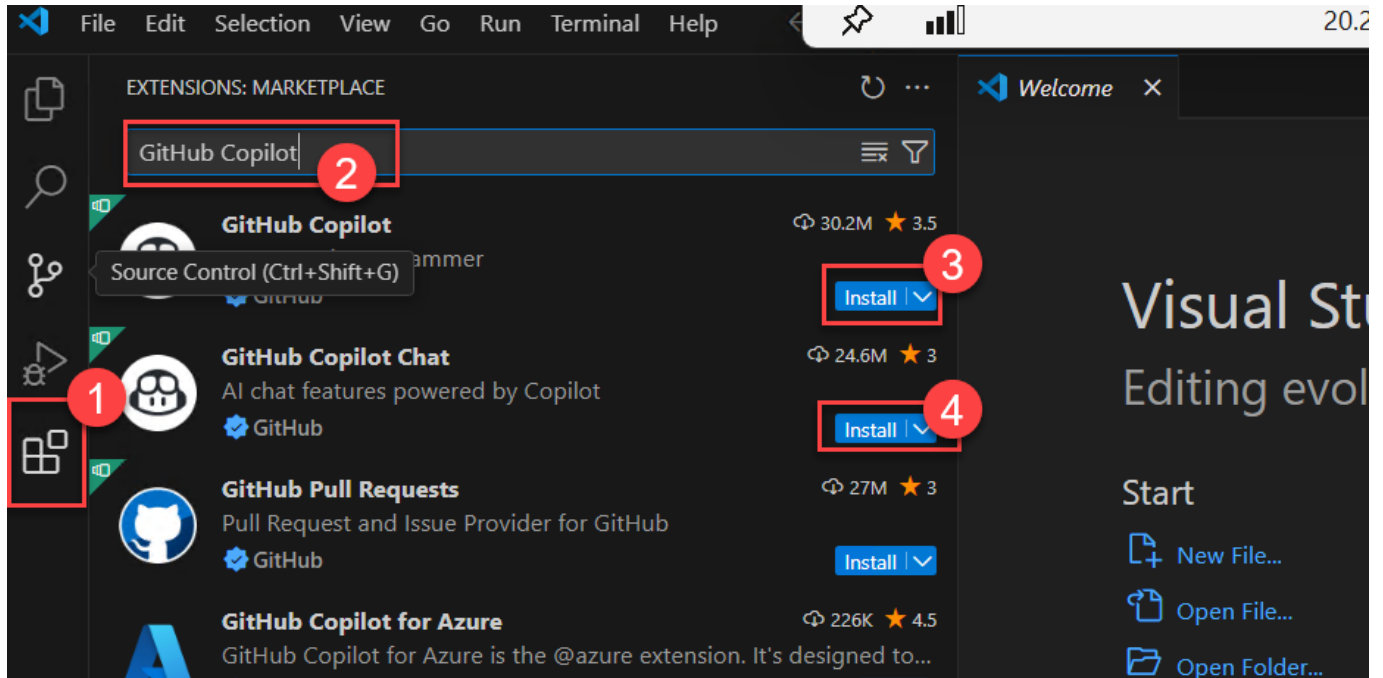 File Edit Selection View Go Run Terminal Help
20.2
EXTENSIONS: MARKETPLACE
Welcome
GitHub Copilot
2
GitHub Copilot
30.2M 3.5
ammer
Source Control (Ctrl+Shift+G)
GitHub
Install
3
GitHub Copilot Chat
24.6M 3
AI chat features powered by Copilot
GitHub
Install
4
1
GitHub Pull Requests
27M 3
Pull Request and Issue Provider for GitHub
GitHub
Install
GitHub Copilot for Azure
226K 4.5
GitHub Copilot for Azure is the @azure extension. It's designed to...
Visual Stu
Editing evol
Start
New File...
Open File...
Open Folder...